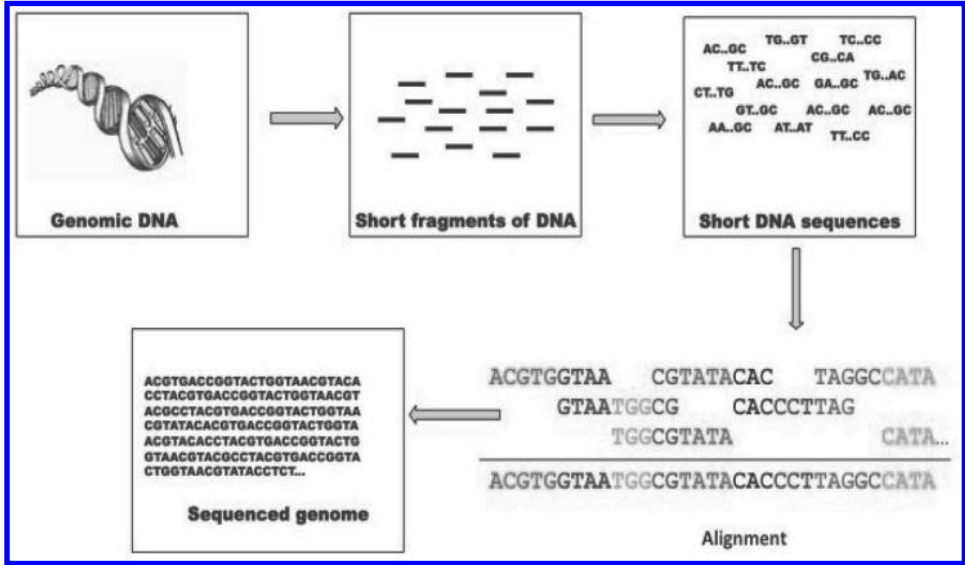 Genomic DNA
Short fragments of DNA
TG..GT TC..CC
AC..GC CG..CA
TT..TC
TG..AC
AC..GC GA..GC
CT..TG
GT..GC AC..GC AC..GC
AA..GC AT..AT
TT..CC
Short DNA sequences
ACGTGGTAA CGTATACAC TAGGCCATA
GTAATGGCG CACCCTTAG
TGGCGTATA CATA...
ACGTGGTAATGGCGTATACACCCTTAGGCCATA
Alignment
ACGTGACCGGTACTGGTAACGTACA
CCTACGTGACCGGTACTGGTAACGT
ACGCCTACGTGACCGGTACTGGTAA
CGTATACACGTGACCGGTACTGGTA
ACGTACACCTACGTGACCGGTACTG
GTAACGTACGCCTACGTGACCGGTA
CTGGTAACGTATACCTCT...
Sequenced genome